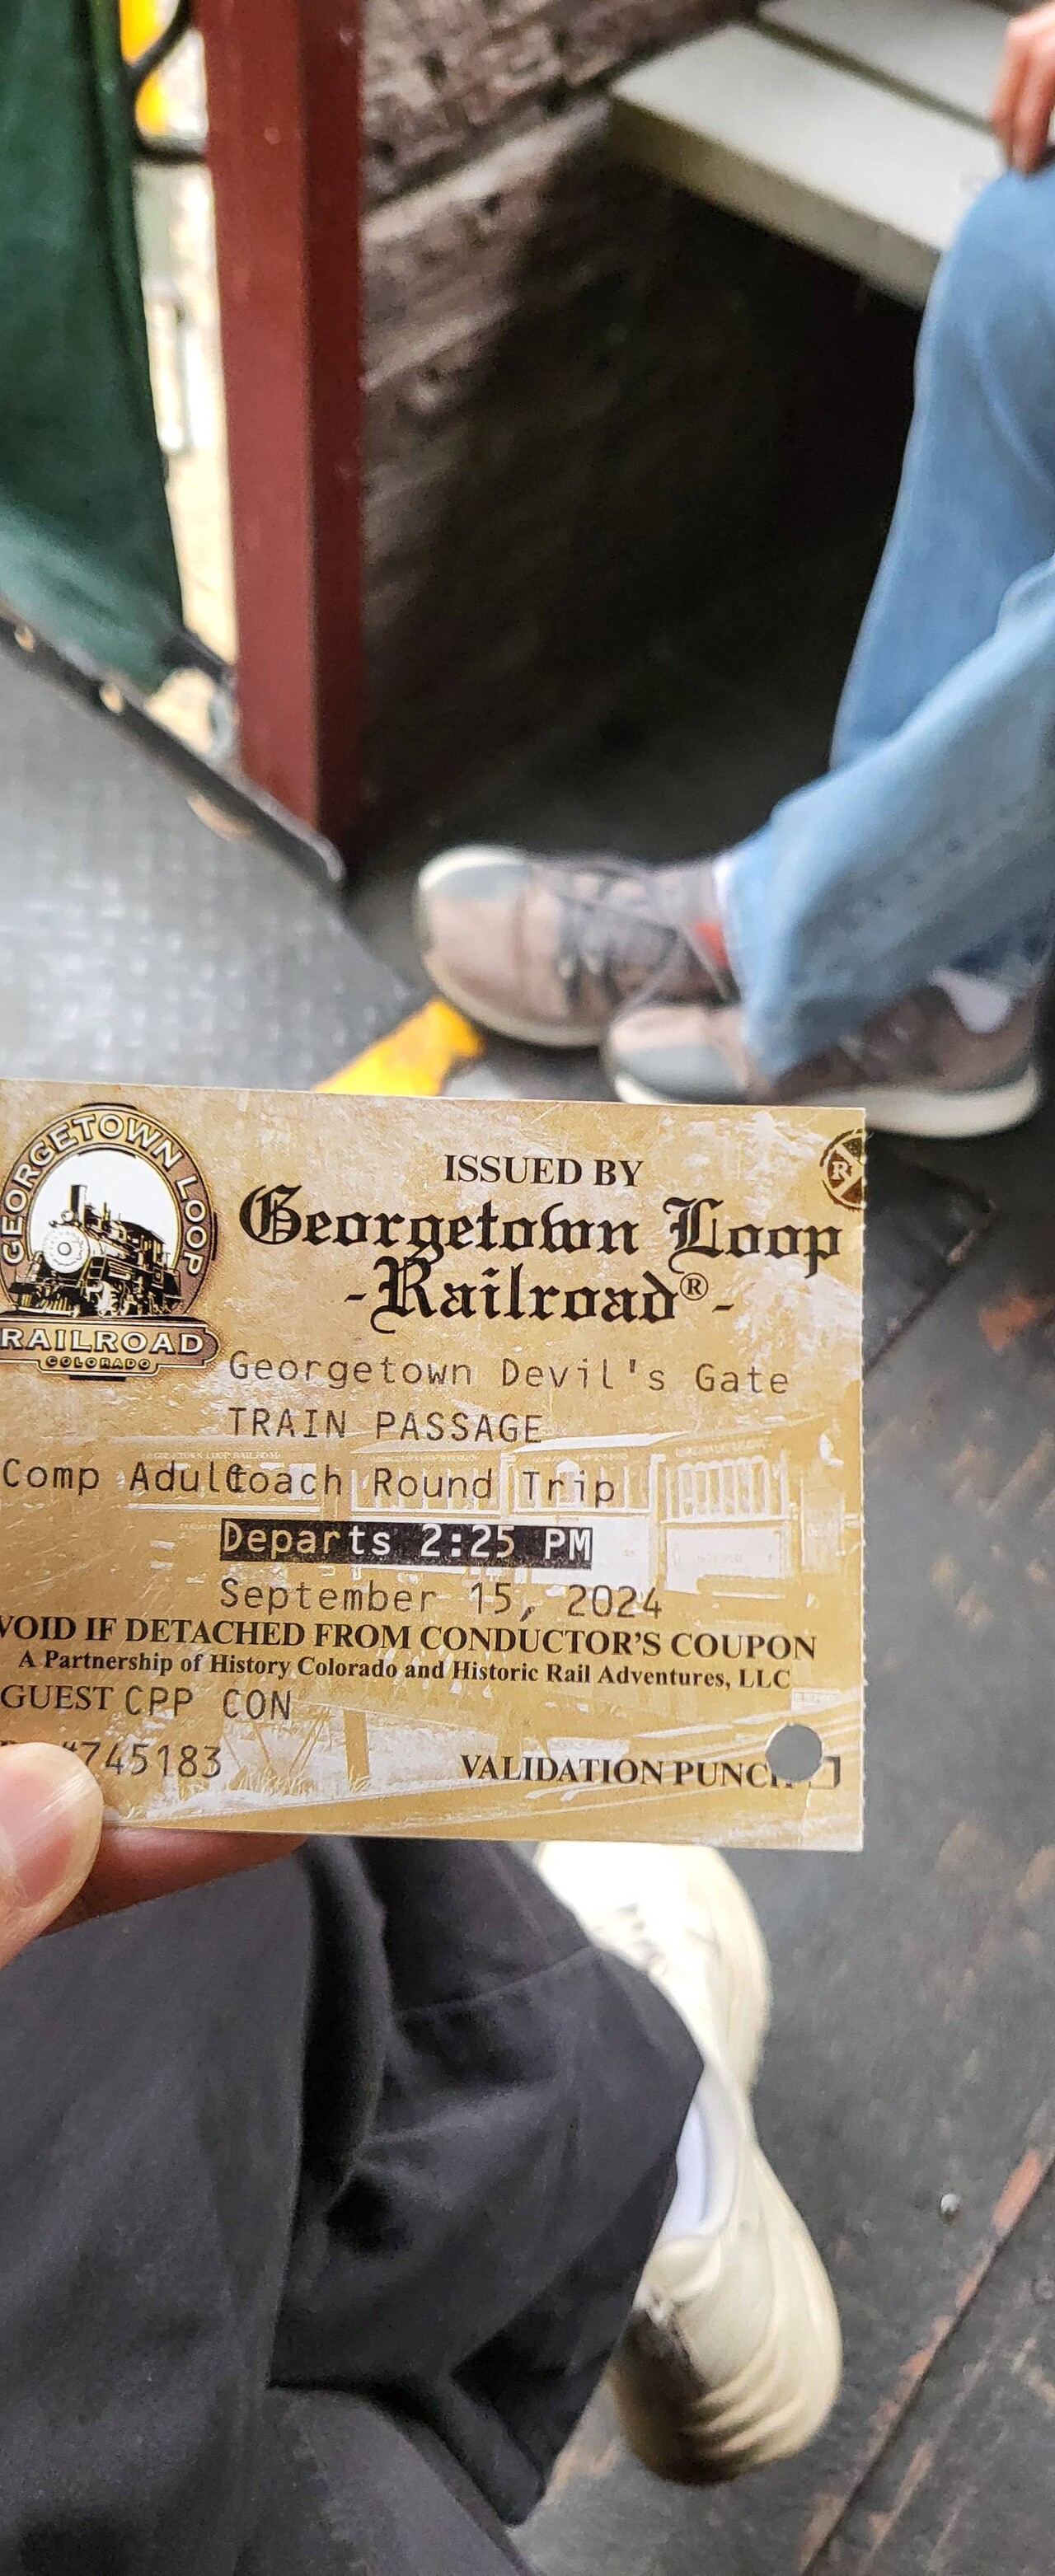 GEORGETOWN LOOP
RAILROAD
COLORADO
ISSUED BY
Georgetown Loop
-Railroad®-
R
Georgetown Devil's Gate
TRAIN PASSAGE
Comp Adult Coach Round Trip
Departs 2:25 PM
September 15, 2024
VOID IF DETACHED FROM CONDUCTOR'S COUPON
A Partnership of History Colorado and Historic Rail Adventures, LLC
GUEST CPP CON
#745183
VALIDATION PUNCH